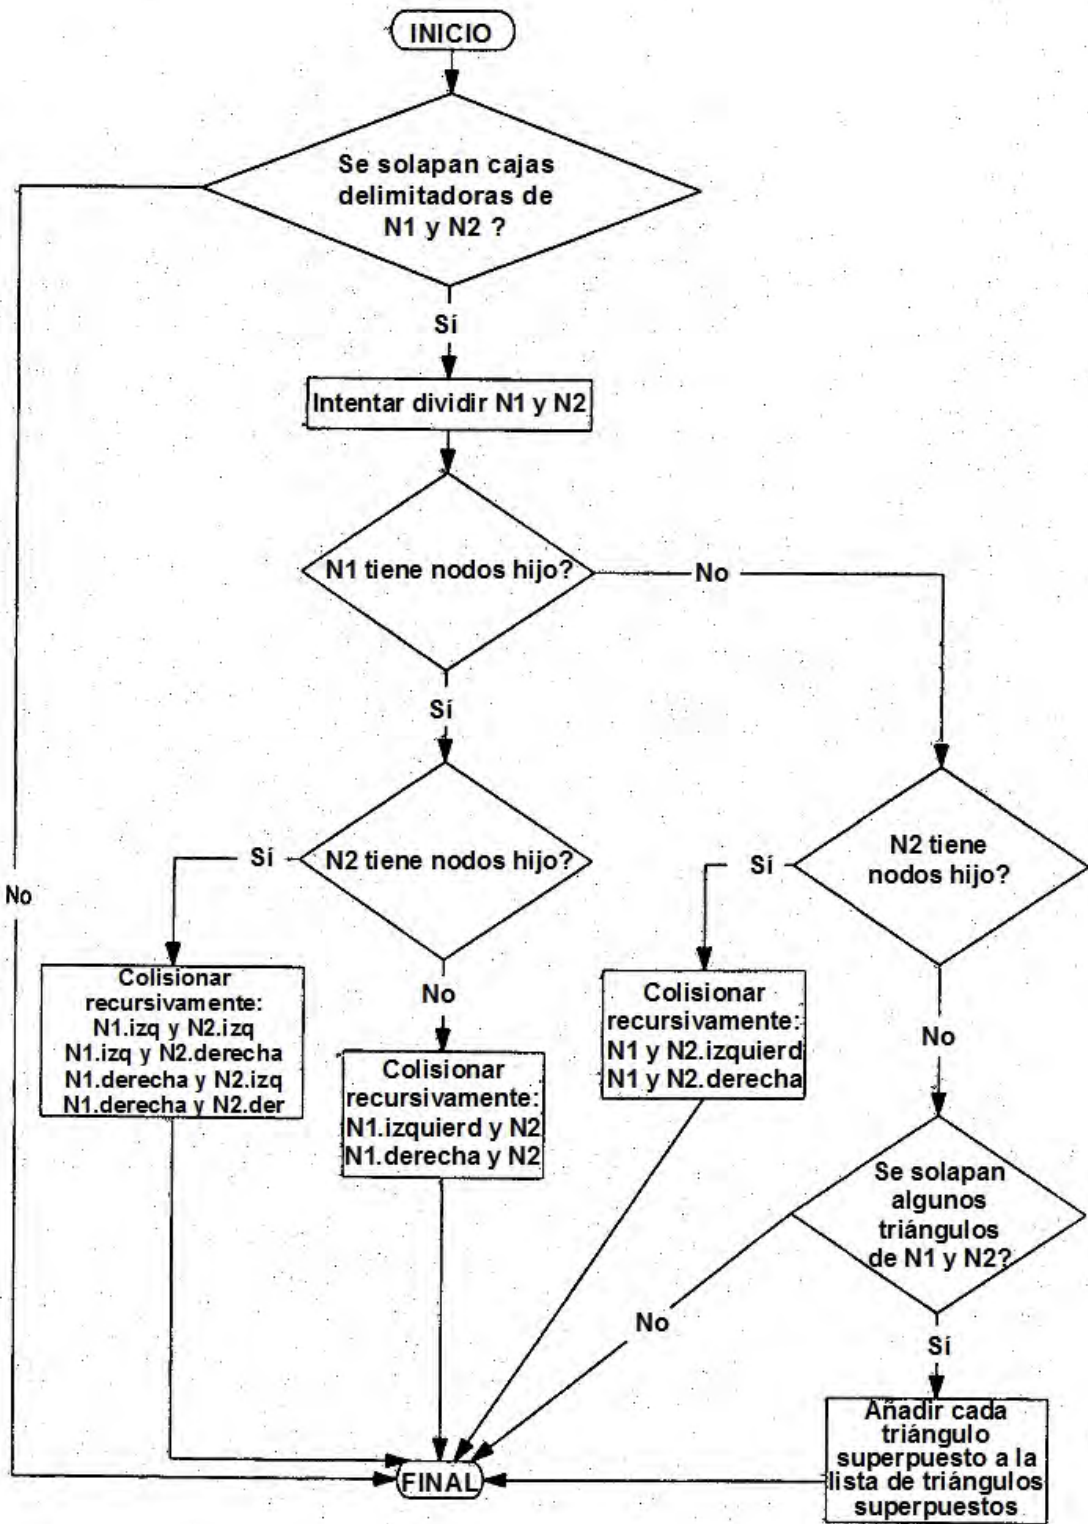 INICIO
Se solapan cajas
delimitadoras de
N1 y N2 ?
Sí
Intentar dividir N1 y N2
N1 tiene nodos hijo?
No
Sí
N2 tiene nodos hijo?
Sí
No
N2 tiene
nodos hijo?
Sí
No
No
Colisionar
recursivamente:
N1.izq y N2.izq
N1.izq y N2.derecha
N1.derecha y N2.izq
N1.derecha y N2.der
Colisionar
recursivamente:
N1.izquierd y N2
N1.derecha y N2
Colisionar
recursivamente:
N1 y N2.izquierd
N1 y N2.derecha
Se solapan
algunos
triángulos
de N1 y N2?
No
Sí
Añadir cada
triángulo
superpuesto a la
lista de triángulos
superpuestos
FINAL